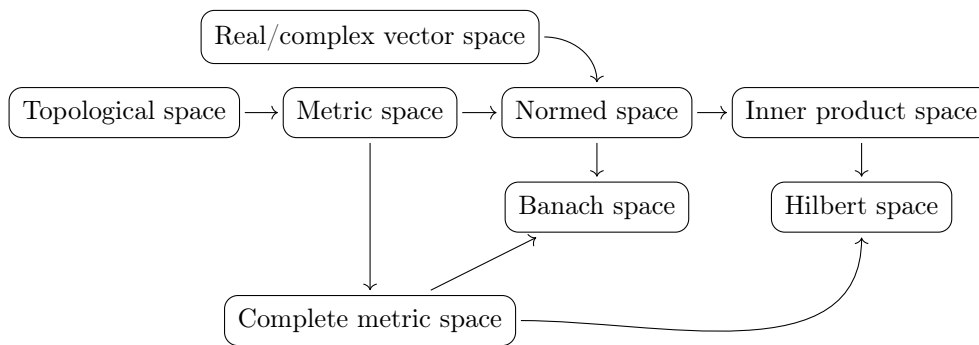 Real/complex vector space
Topological space
Metric space
Normed space
Inner product space
Banach space
Hilbert space
Complete metric space